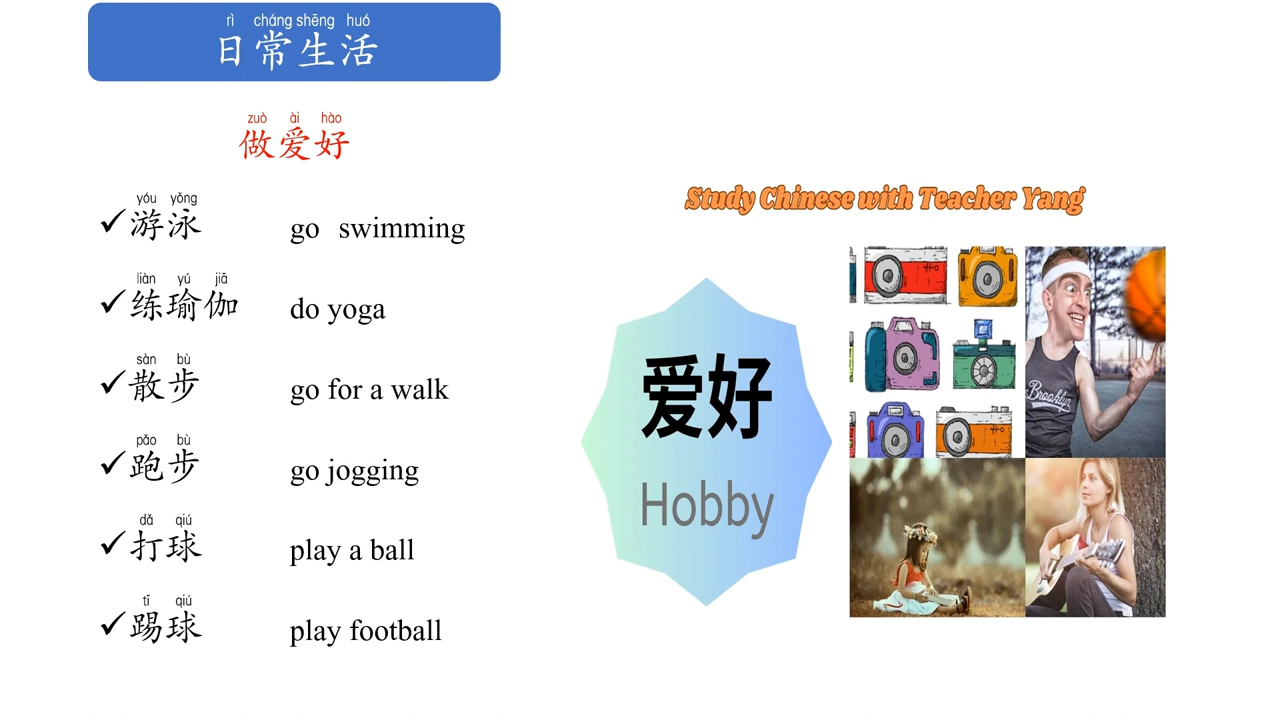 rì cháng shēng huó
日常生活
zuò ài hào
做爱好
yóu yǒng
游泳 go swimming
liàn yú jiā
练瑜伽 do yoga
sàn bù
散步 go for a walk
pǎo bù
跑步 go jogging
dǎ qiú
打球 play a ball
tī qiú
踢球 play football
Study Chinese with Teacher Yang
爱好
Hobby
Brooklyn